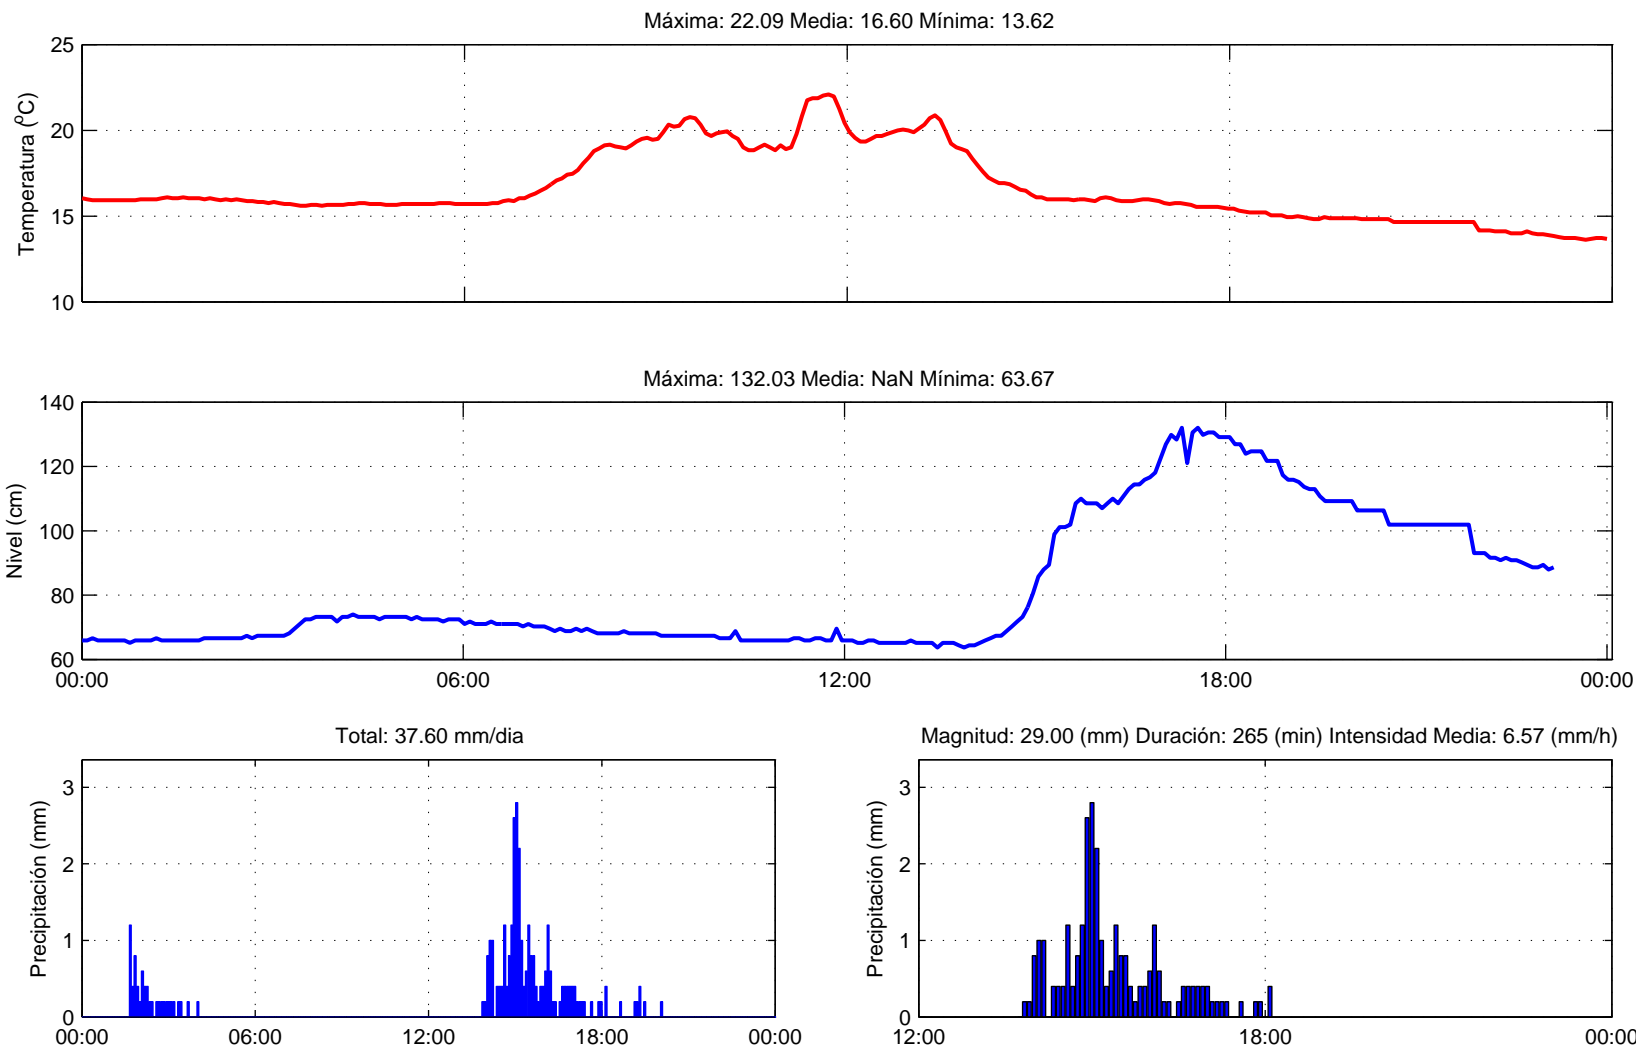 Máxima: 22.09 Media: 16.60 Mínima: 13.62
Temperatura (ºC)
25
20
15
10
Máxima: 132.03 Media: NaN Mínima: 63.67
Nivel (cm)
140
120
100
80
60
00:00 06:00 12:00 18:00 00:00
Total: 37.60 mm/dia
Precipitación (mm)
3
2
1
0
00:00 06:00 12:00 18:00 00:00
Magnitud: 29.00 (mm) Duración: 265 (min) Intensidad Media: 6.57 (mm/h)
Precipitación (mm)
3
2
1
0
12:00 18:00 00:00